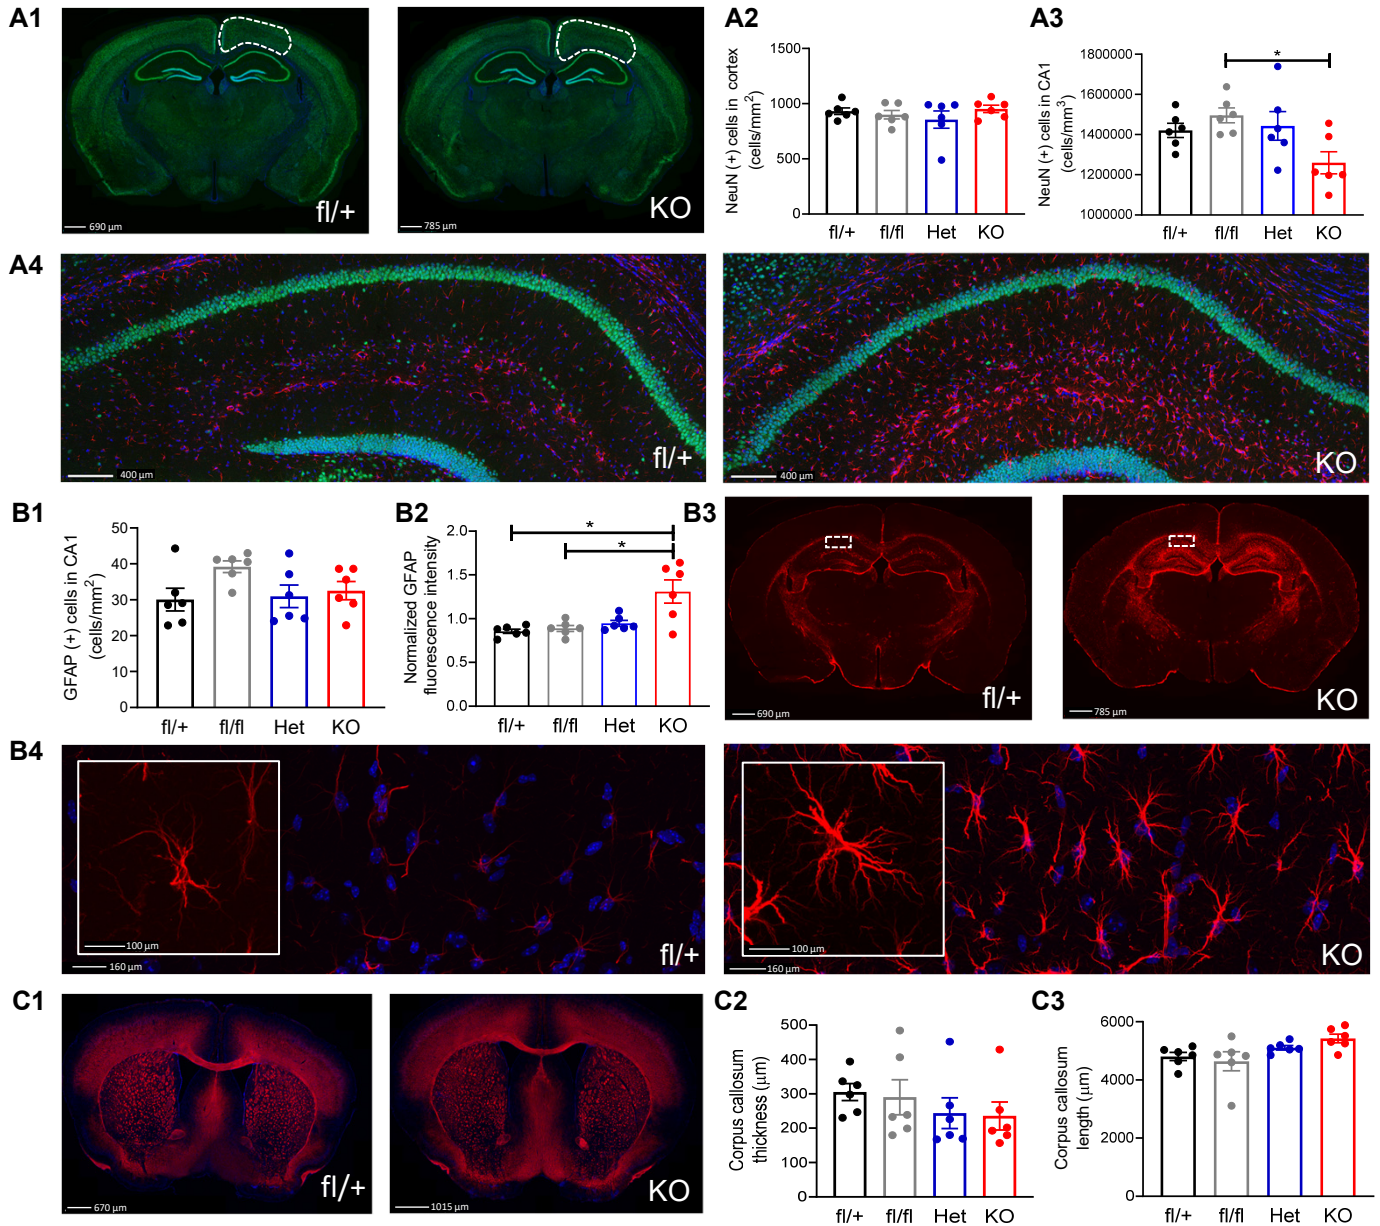 A1
fl/+
690 µm
KO
785 µm
A2
NeuN (+) cells in cortex
(cells/mm²)
1500
1000
500
0
fl/+ fl/fl Het KO
A3
NeuN (+) cells in CA1
(cells/mm³)
1800000
1600000
1400000
1200000
1000000
*
fl/+ fl/fl Het KO
A4
400 µm
fl/+
400 µm
KO
B1
GFAP (+) cells in CA1
(cells/mm²)
50
40
30
20
10
0
fl/+ fl/fl Het KO
B2
Normalized GFAP
fluorescence intensity
2.0
1.5
1.0
0.5
0.0
*
*
fl/+ fl/fl Het KO
B3
690 µm
fl/+
785 µm
KO
B4
100 µm
160 µm
fl/+
100 µm
160 µm
KO
C1
670 µm
fl/+
1015 µm
KO
C2
Corpus callosum
thickness (µm)
500
400
300
200
100
0
fl/+ fl/fl Het KO
C3
Corpus callosum
length (µm)
6000
4000
2000
0
fl/+ fl/fl Het KO